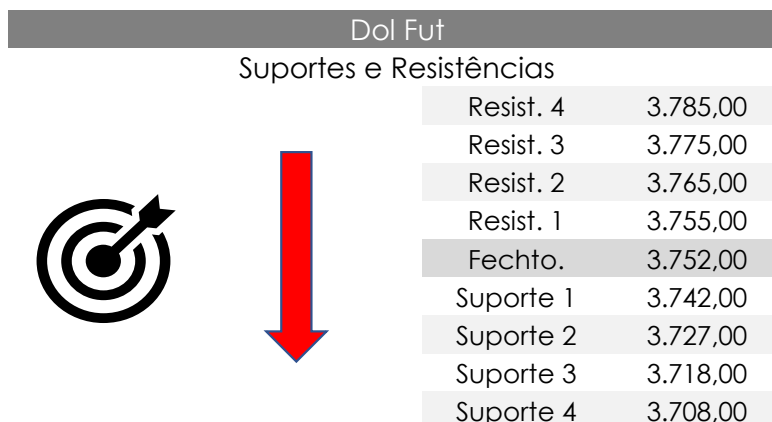 Dol Fut
Suportes e Resistências
Resist. 4 3.785,00
Resist. 3 3.775,00
Resist. 2 3.765,00
Resist. 1 3.755,00
Fechto. 3.752,00
Suporte 1 3.742,00
Suporte 2 3.727,00
Suporte 3 3.718,00
Suporte 4 3.708,00